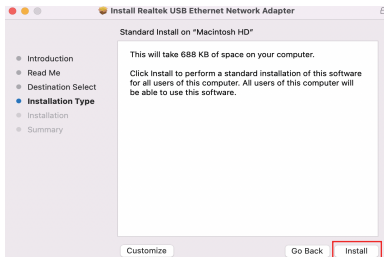 Install Realtek USB Ethernet Network Adapter
Standard Install on “Macintosh HD”
Introduction
Read Me
Destination Select
Installation Type
Installation
Summary
This will take 688 KB of space on your computer.
Click Install to perform a standard installation of this software
for all users of this computer. All users of this computer will
be able to use this software.
Customize
Go Back
Install